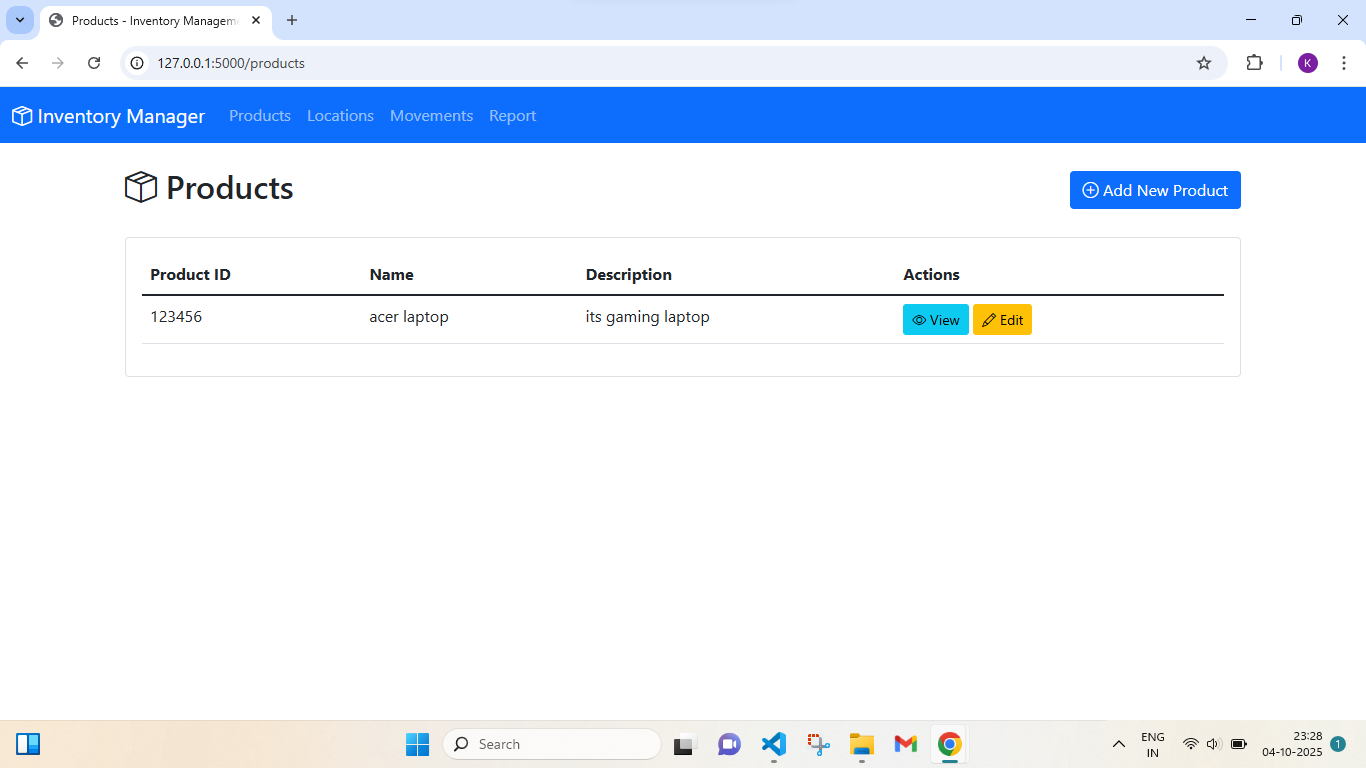 Products - Inventory Managem
127.0.0.1:5000/products
K
Inventory Manager Products Locations Movements Report
Products
Add New Product
Product ID Name Description Actions
123456 acer laptop its gaming laptop View Edit
Search
ENG
IN
23:28
04-10-2025
1